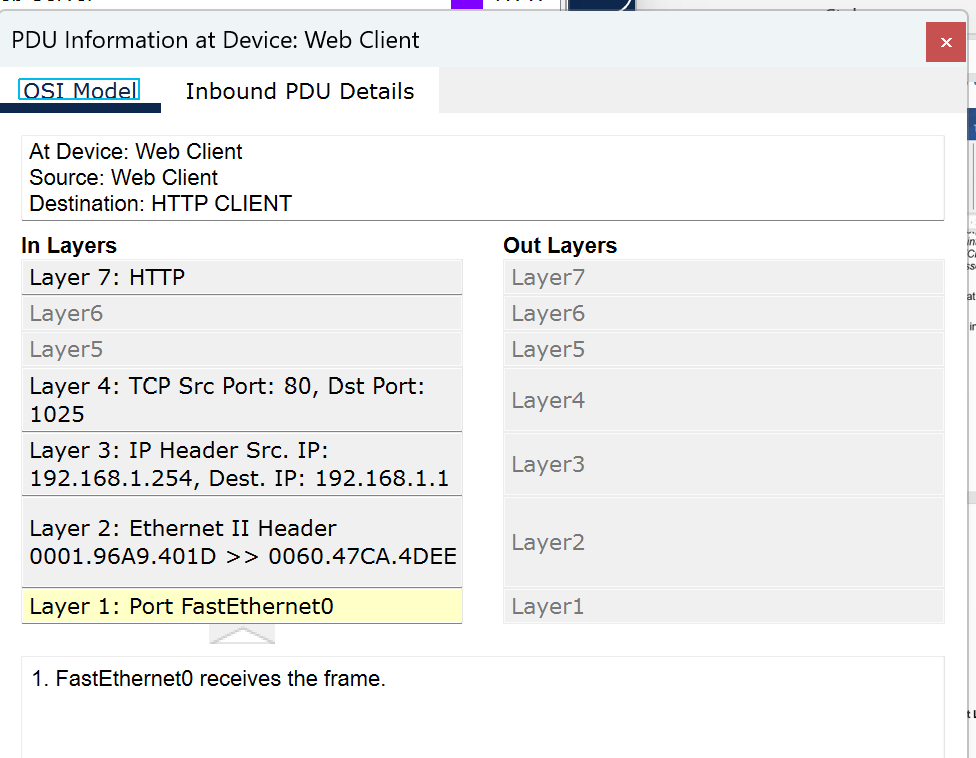 PDU Information at Device: Web Client
OSI Model
Inbound PDU Details
At Device: Web Client
Source: Web Client
Destination: HTTP CLIENT
In Layers
Layer 7: HTTP
Layer6
Layer5
Layer 4: TCP Src Port: 80, Dst Port:
1025
Layer 3: IP Header Src. IP:
192.168.1.254, Dest. IP: 192.168.1.1
Layer 2: Ethernet II Header
0001.96A9.401D >> 0060.47CA.4DEE
Layer 1: Port FastEthernet0
Out Layers
Layer7
Layer6
Layer5
Layer4
Layer3
Layer2
Layer1
1. FastEthernet0 receives the frame.